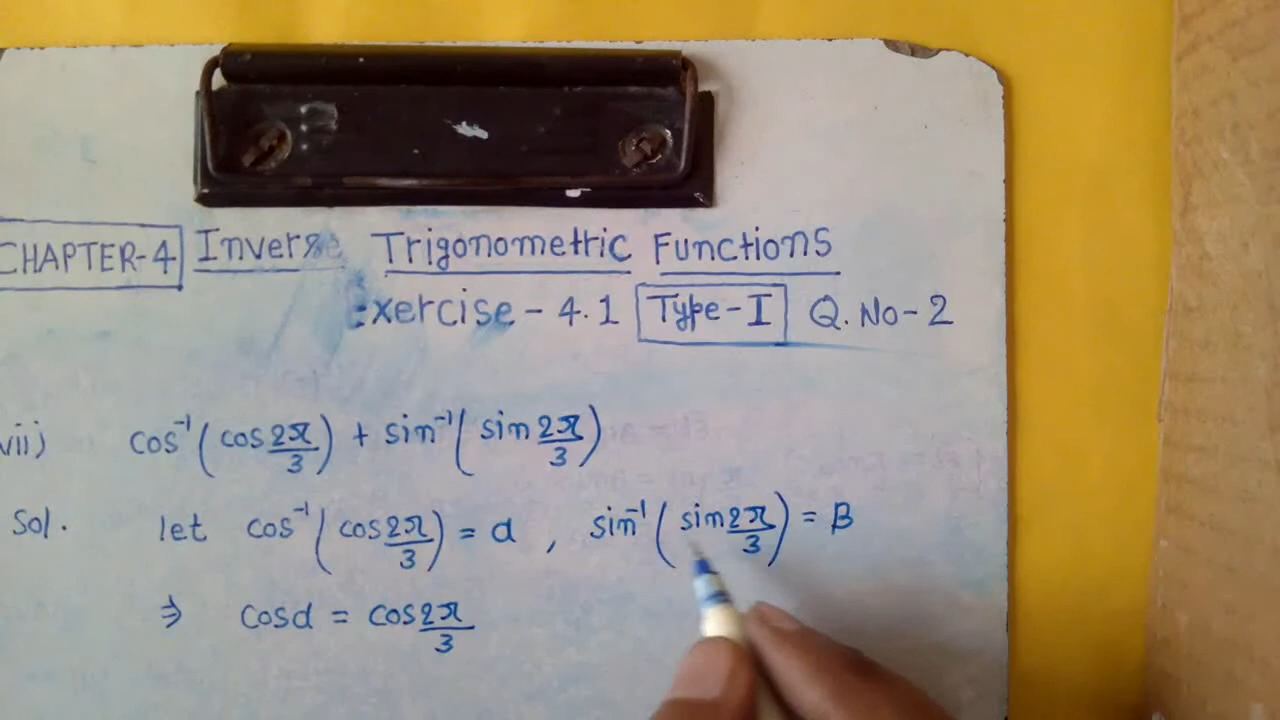 CHAPTER-4 Inverse Trigonometric Functions
Exercise - 4.1 Type-I Q. No-2
vii) cos⁻¹(cos 2π/3) + sin⁻¹(sin 2π/3)
Sol. let cos⁻¹(cos 2π/3) = α , sin⁻¹(sin 2π/3) = β
⇒ cosα = cos 2π/3